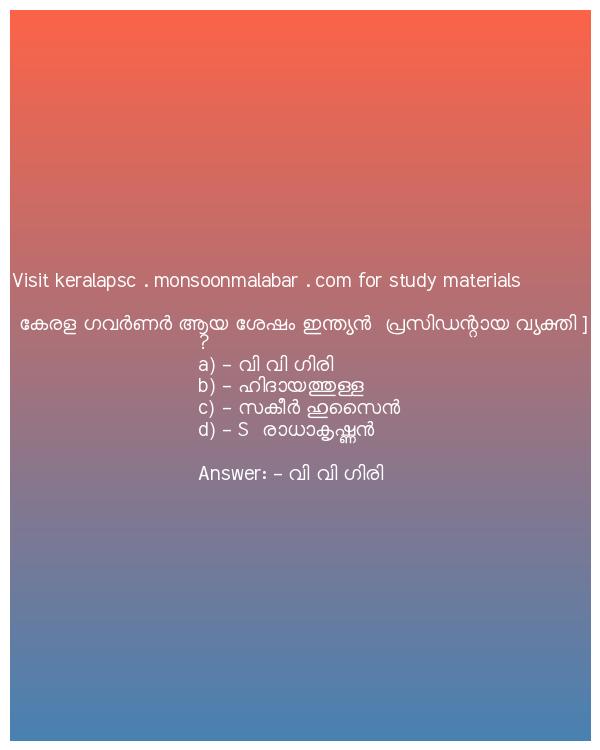 Visit keralapsc . monsoonmalabar . com for study materials
കേരള ഗവർണർ ആയ ശേഷം ഇന്ത്യൻ പ്രസിഡന്റായ വ്യക്തി ]
?
a) – വി വി ഗിരി
b) – ഹിദായത്തുള്ള
c) – സകീർ ഹുസൈൻ
d) – S രാധാകൃഷ്ണൻ
Answer: – വി വി ഗിരി